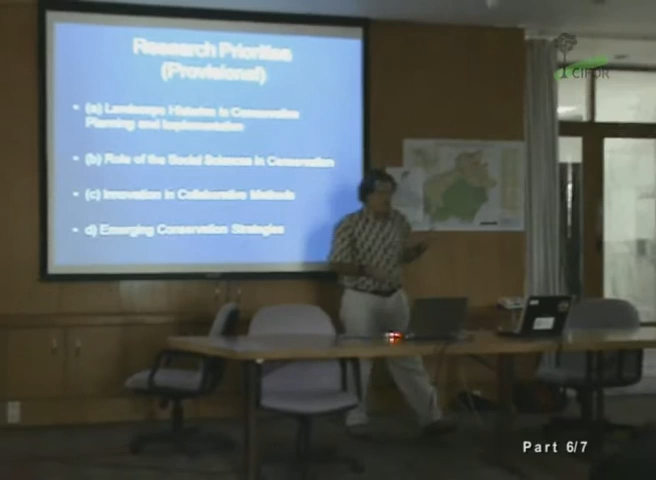 CIFOR
Research Priorities
(Provisional)
• (a) Landscape Histories in Conservation
Planning and Implementation
• (b) Role of the Social Sciences in Conservation
• (c) Innovation in Collaborative Methods
• d) Emerging Conservation Strategies
Part 6/7